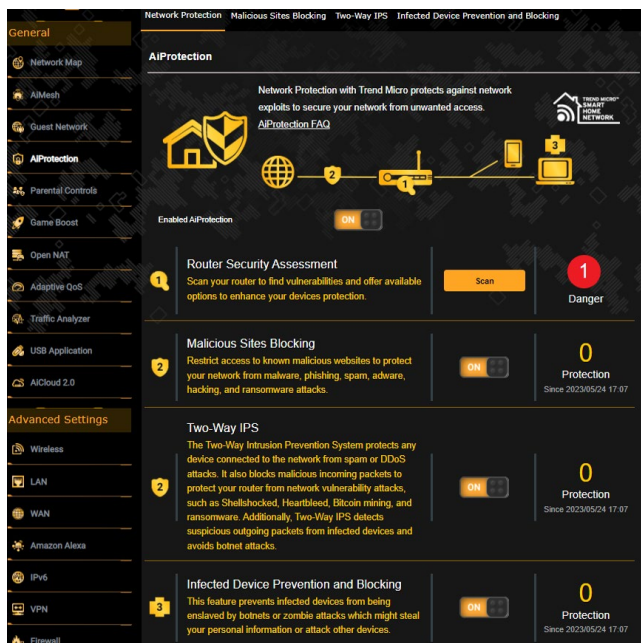 Network Protection Malicious Sites Blocking Two-Way IPS Infected Device Prevention and Blocking
General
Network Map
AiMesh
Guest Network
AiProtection
Parental Controls
Game Boost
Open NAT
Adaptive QoS
Traffic Analyzer
USB Application
AiCloud 2.0
Advanced Settings
Wireless
LAN
WAN
Amazon Alexa
IPv6
VPN
Firewall
AiProtection
Network Protection with Trend Micro protects against network
exploits to secure your network from unwanted access.
AiProtection FAQ
TREND MICRO™
SMART
HOME
NETWORK
2
1
3
Enabled AiProtection
ON
1
Router Security Assessment
Scan your router to find vulnerabilities and offer available
options to enhance your devices protection.
Scan
1
Danger
2
Malicious Sites Blocking
Restrict access to known malicious websites to protect
your network from malware, phishing, spam, adware,
hacking, and ransomware attacks.
ON
0
Protection
Since 2023/05/24 17:07
2
Two-Way IPS
The Two-Way Intrusion Prevention System protects any
device connected to the network from spam or DDoS
attacks. It also blocks malicious incoming packets to
protect your router from network vulnerability attacks,
such as Shellshocked, Heartbleed, Bitcoin mining, and
ransomware. Additionally, Two-Way IPS detects
suspicious outgoing packets from infected devices and
avoids botnet attacks.
ON
0
Protection
Since 2023/05/24 17:07
3
Infected Device Prevention and Blocking
This feature prevents infected devices from being
enslaved by botnets or zombie attacks which might steal
your personal information or attack other devices.
ON
0
Protection
Since 2023/05/24 17:07